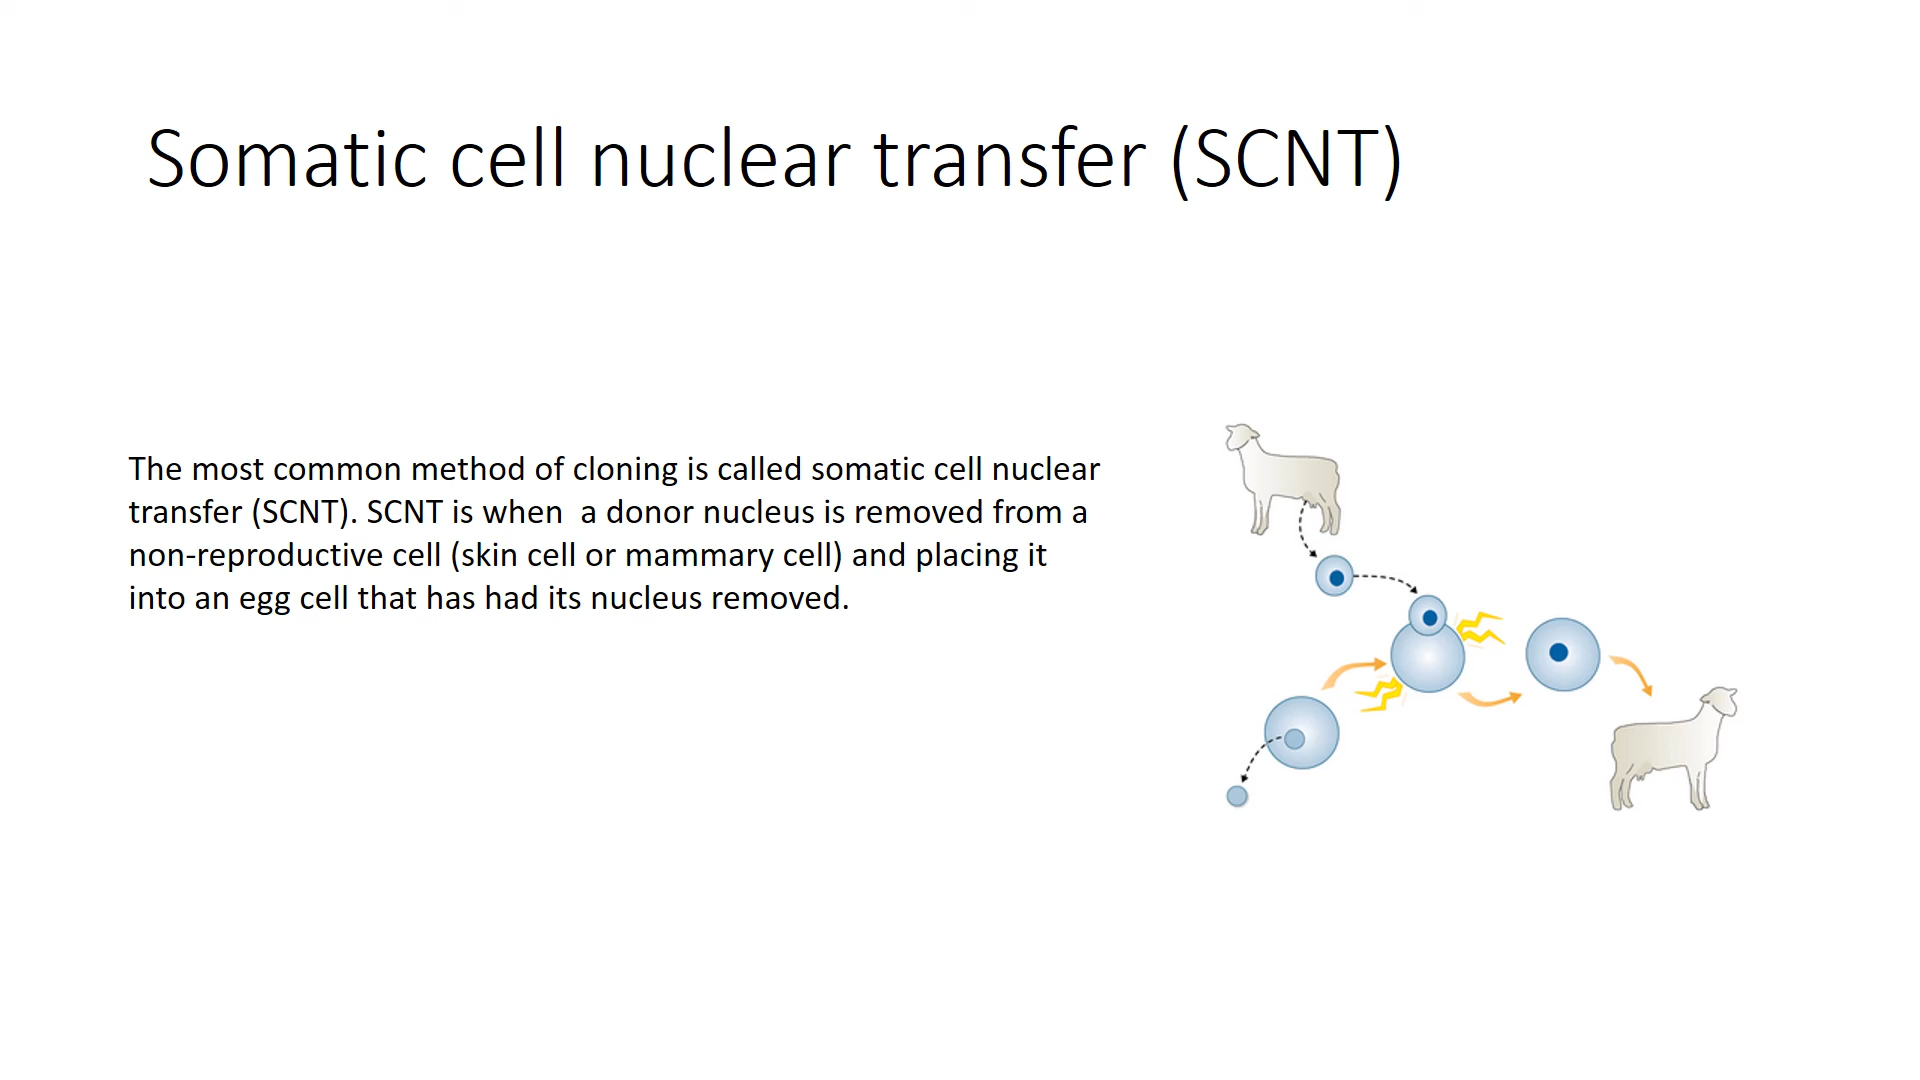 Somatic cell nuclear transfer (SCNT)
The most common method of cloning is called somatic cell nuclear
transfer (SCNT). SCNT is when  a donor nucleus is removed from a
non-reproductive cell (skin cell or mammary cell) and placing it
into an egg cell that has had its nucleus removed.